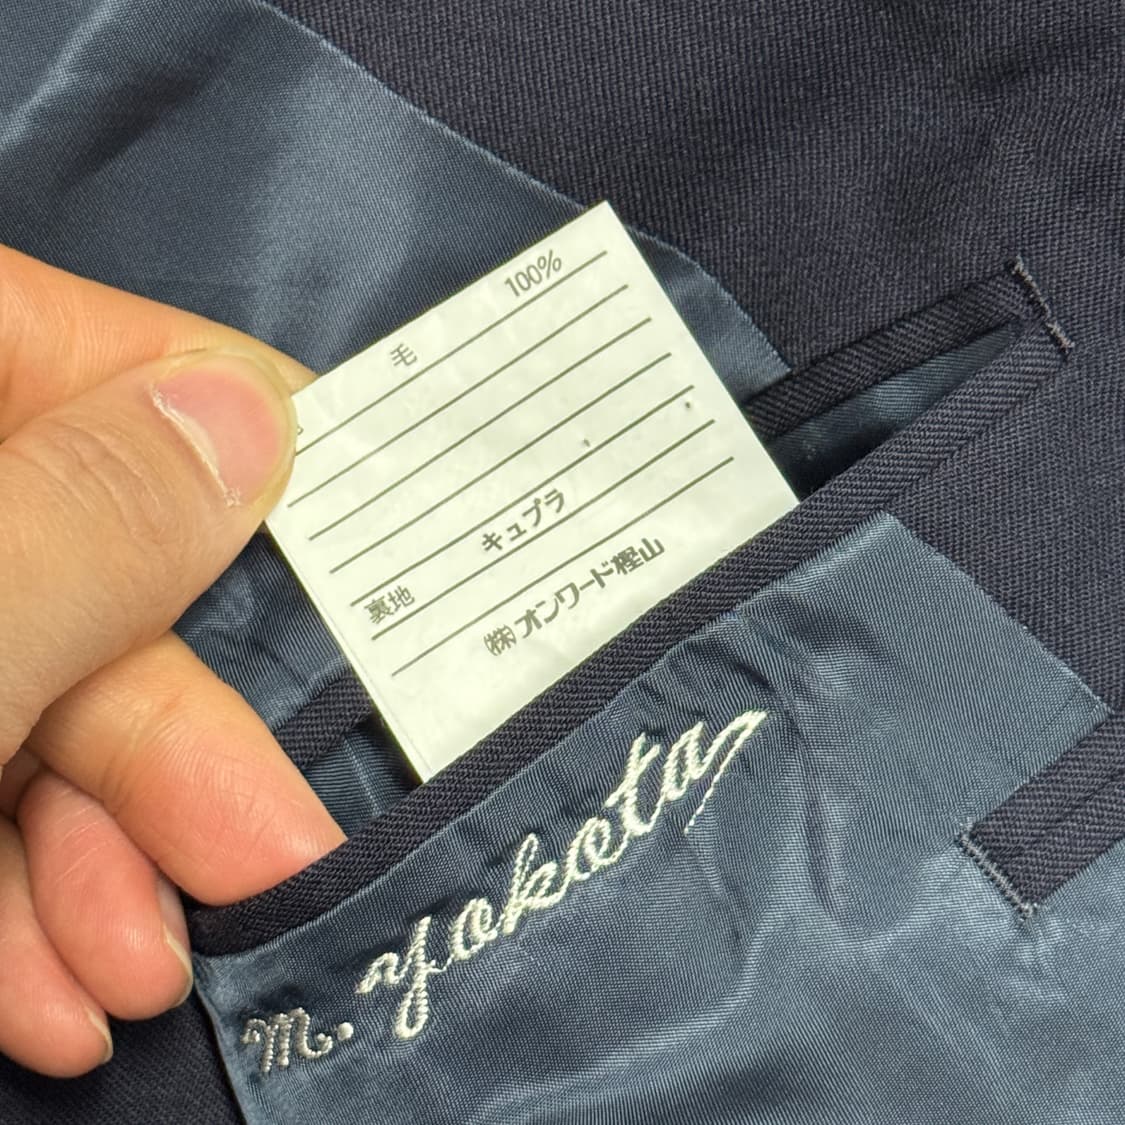 毛 100%
裏地 キュプラ
(株)オンワード樫山
m. yokota